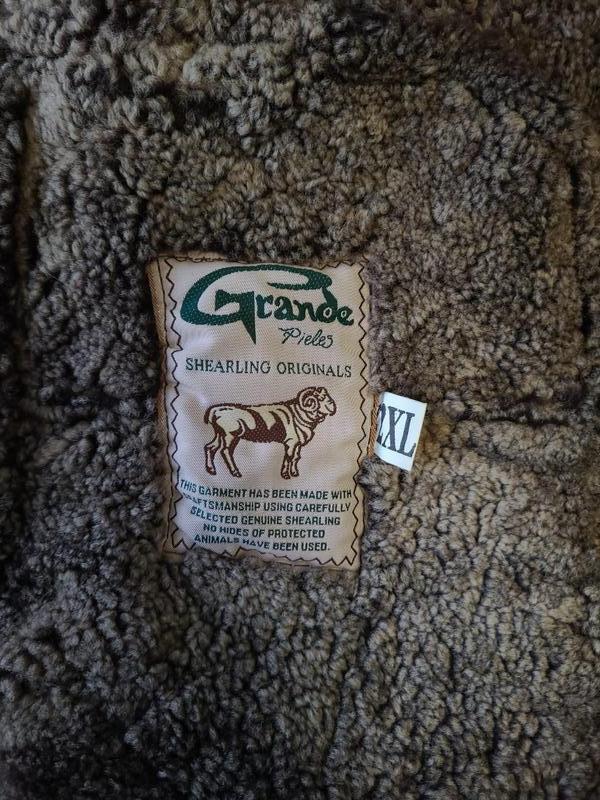 Grande
Pieles
SHEARLING ORIGINALS
2XL
THIS GARMENT HAS BEEN MADE WITH
CRAFTSMANSHIP USING CAREFULLY
SELECTED GENUINE SHEARLING
NO HIDES OF PROTECTED
ANIMALS HAVE BEEN USED.